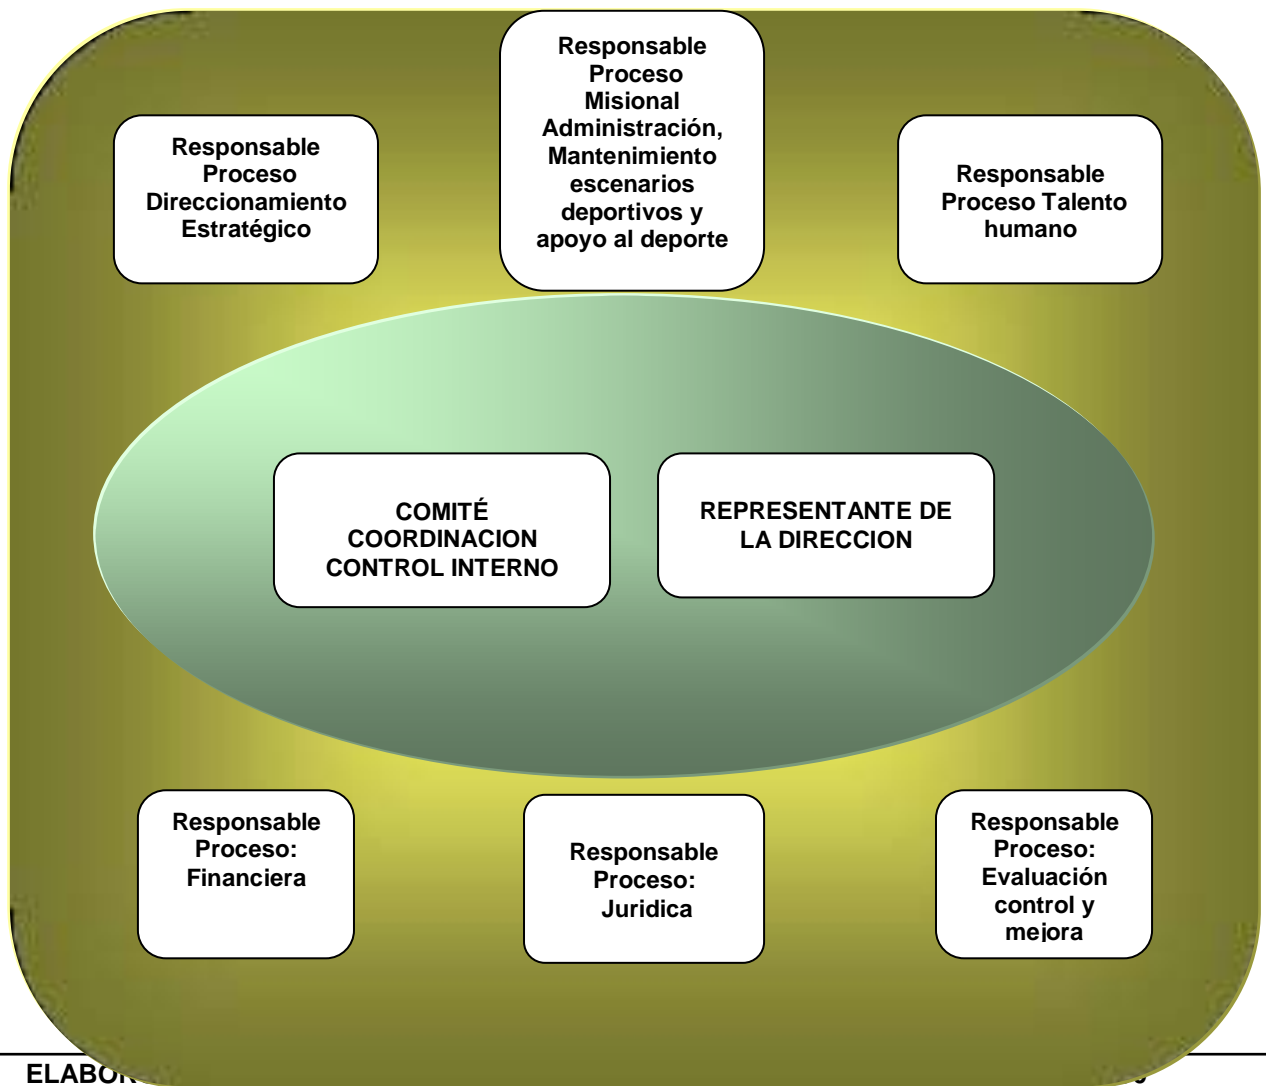 Responsable
Proceso
Misional
Administración,
Mantenimiento
escenarios
deportivos y
apoyo al deporte
Responsable
Proceso
Direccionamiento
Estratégico
Responsable
Proceso Talento
humano
COMITÉ
COORDINACION
CONTROL INTERNO
REPRESENTANTE DE
LA DIRECCION
Responsable
Proceso:
Financiera
Responsable
Proceso:
Juridica
Responsable
Proceso:
Evaluación
control y
mejora